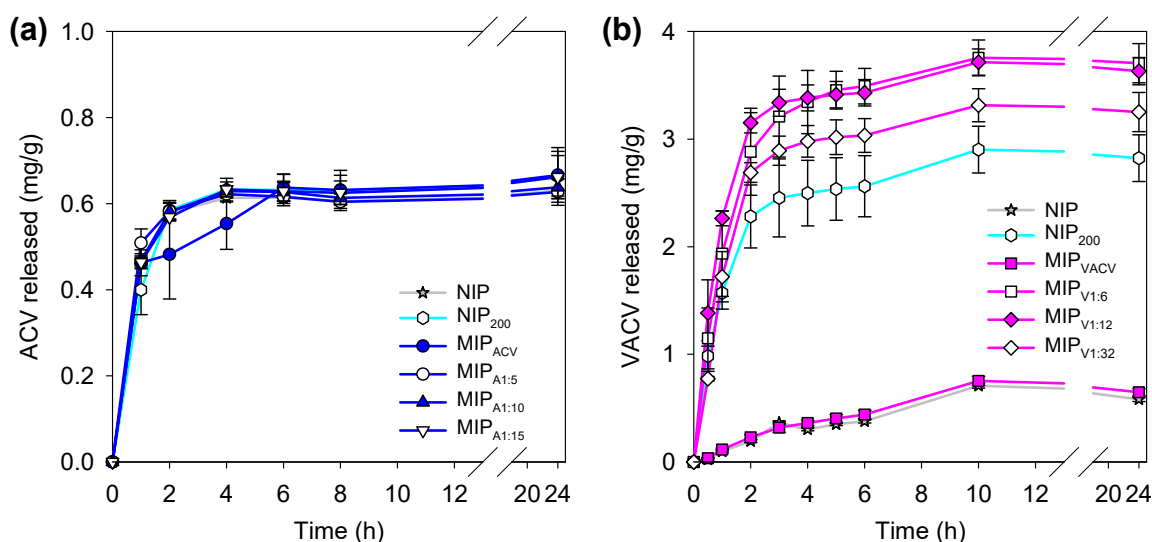 (a)
ACV released (mg/g)
1.0
0.8
0.6
0.4
0.2
0.0
NIP
NIP200
MIPACV
MIPA1:5
MIPA1:10
MIPA1:15
0 2 4 6 8 10 12 20 24
Time (h)
(b)
VACV released (mg/g)
4
3
2
1
0
NIP
NIP200
MIPVACV
MIPV1:6
MIPV1:12
MIPV1:32
0 2 4 6 8 10 12 20 24
Time (h)